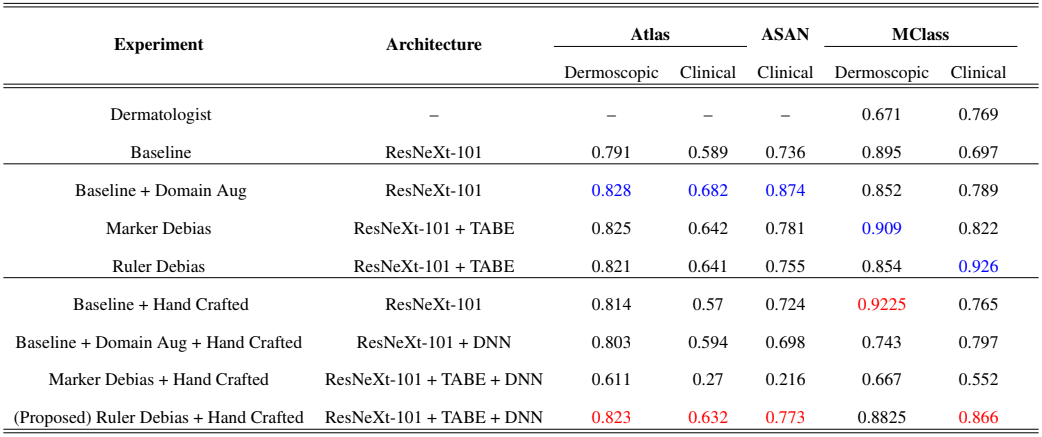 Experiment Architecture Atlas ASAN MClass
Dermoscopic Clinical Clinical Dermoscopic Clinical
Dermatologist – – – – 0.671 0.769
Baseline ResNeXt-101 0.791 0.589 0.736 0.895 0.697
Baseline + Domain Aug ResNeXt-101 0.828 0.682 0.874 0.852 0.789
Marker Debias ResNeXt-101 + TABE 0.825 0.642 0.781 0.909 0.822
Ruler Debias ResNeXt-101 + TABE 0.821 0.641 0.755 0.854 0.926
Baseline + Hand Crafted ResNeXt-101 0.814 0.57 0.724 0.9225 0.765
Baseline + Domain Aug + Hand Crafted ResNeXt-101 + DNN 0.803 0.594 0.698 0.743 0.797
Marker Debias + Hand Crafted ResNeXt-101 + TABE + DNN 0.611 0.27 0.216 0.667 0.552
(Proposed) Ruler Debias + Hand Crafted ResNeXt-101 + TABE + DNN 0.823 0.632 0.773 0.8825 0.866